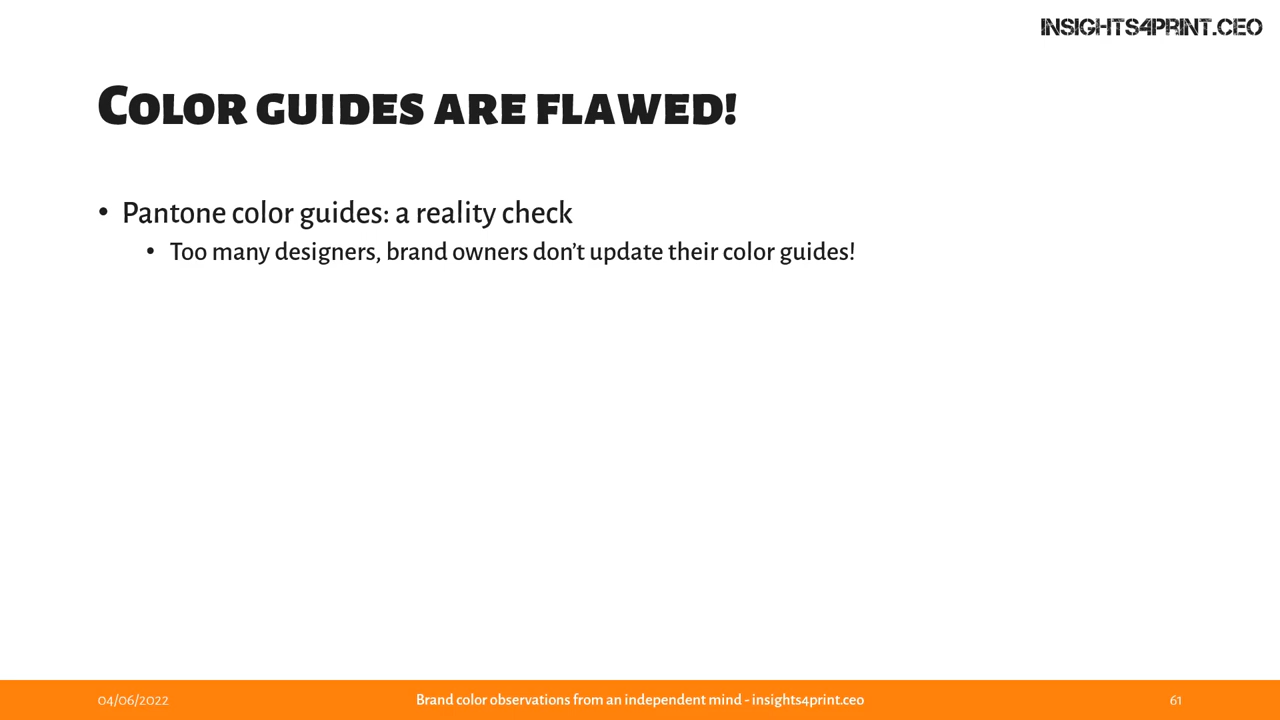 INSIGHTS4PRINT.CEO
Color guides are flawed!
• Pantone color guides: a reality check
• Too many designers, brand owners don’t update their color guides!
04/06/2022
Brand color observations from an independent mind - insights4print.ceo
61